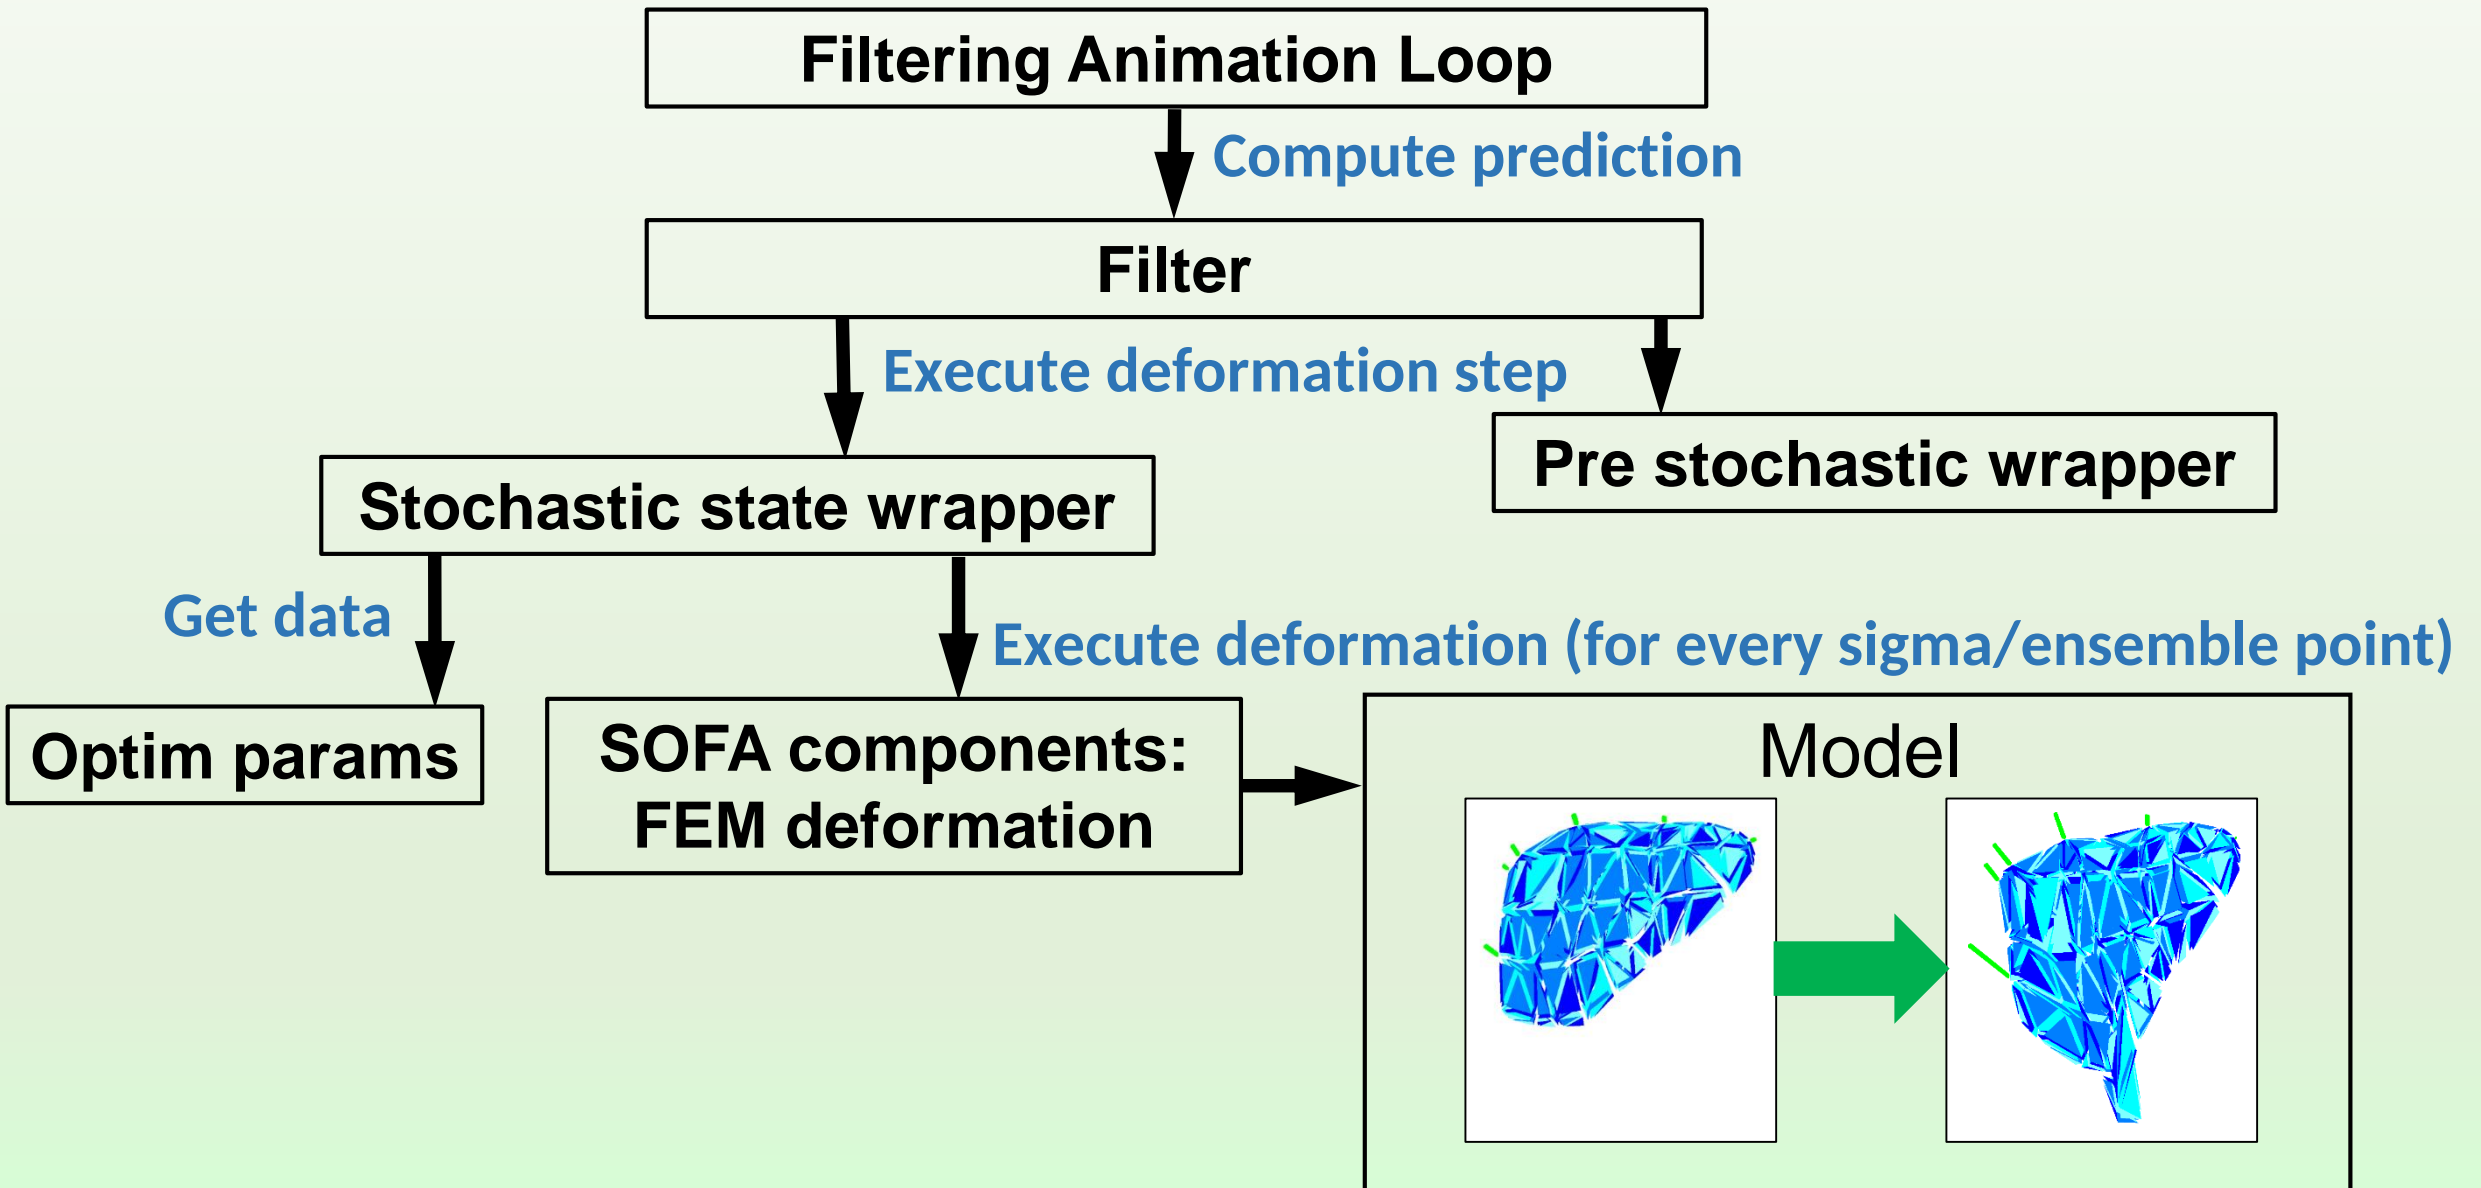 Filtering Animation Loop
Compute prediction
Filter
Execute deformation step
Pre stochastic wrapper
Stochastic state wrapper
Get data
Execute deformation (for every sigma/ensemble point)
Optim params
SOFA components:
FEM deformation
Model